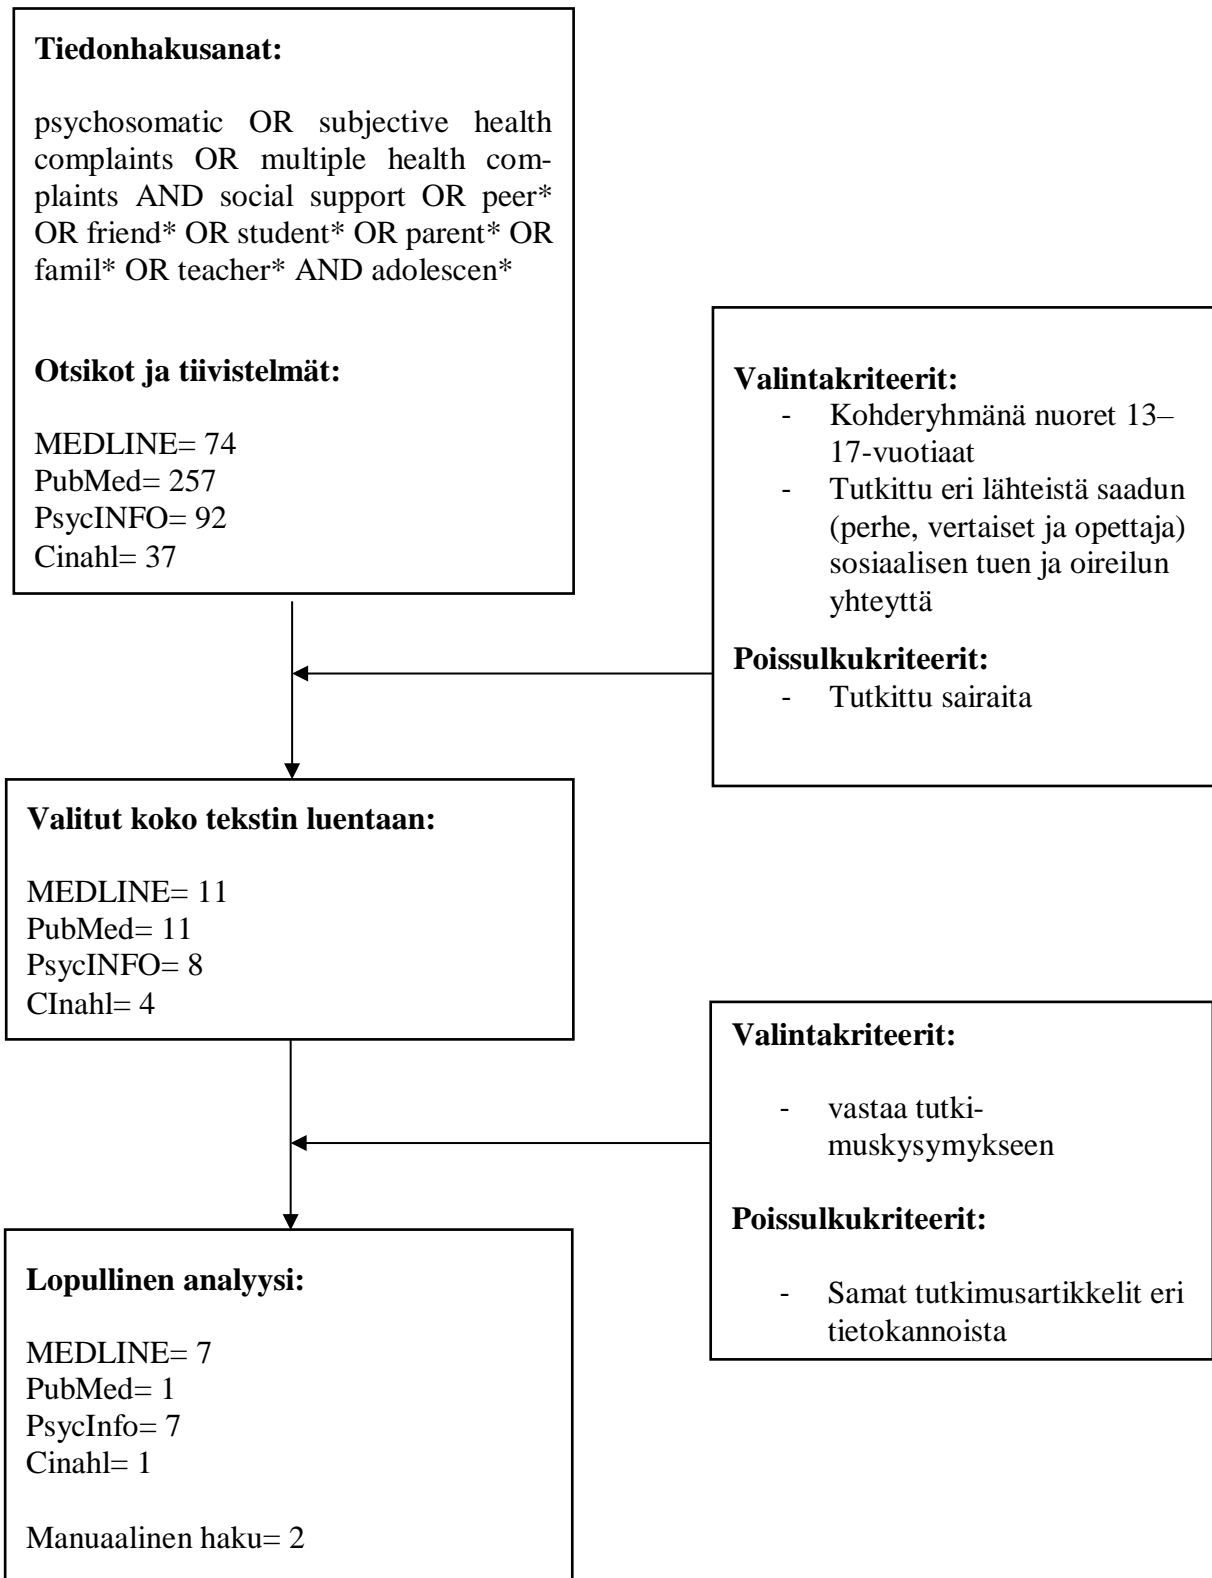 Tiedonhakusanat:
psychosomatic OR subjective health
complaints OR multiple health com-
plaints AND social support OR peer*
OR friend* OR student* OR parent* OR
famil* OR teacher* AND adolescen*
Otsikot ja tiivistelmät:
MEDLINE= 74
PubMed= 257
PsycINFO= 92
Cinahl= 37
Valintakriteerit:
- Kohderyhmänä nuoret 13–
17-vuotiaat
- Tutkittu eri lähteistä saadun
(perhe, vertaiset ja opettaja)
sosiaalisen tuen ja oireilun
yhteyttä
Poissulkukriteerit:
- Tutkittu sairaita
Valitut koko tekstin luentaan:
MEDLINE= 11
PubMed= 11
PsycINFO= 8
CInahl= 4
Valintakriteerit:
- vastaa tutki-
muskysymykseen
Poissulkukriteerit:
- Samat tutkimusartikkelit eri
tietokannoista
Lopullinen analyysi:
MEDLINE= 7
PubMed= 1
PsycInfo= 7
Cinahl= 1
Manuaalinen haku= 2